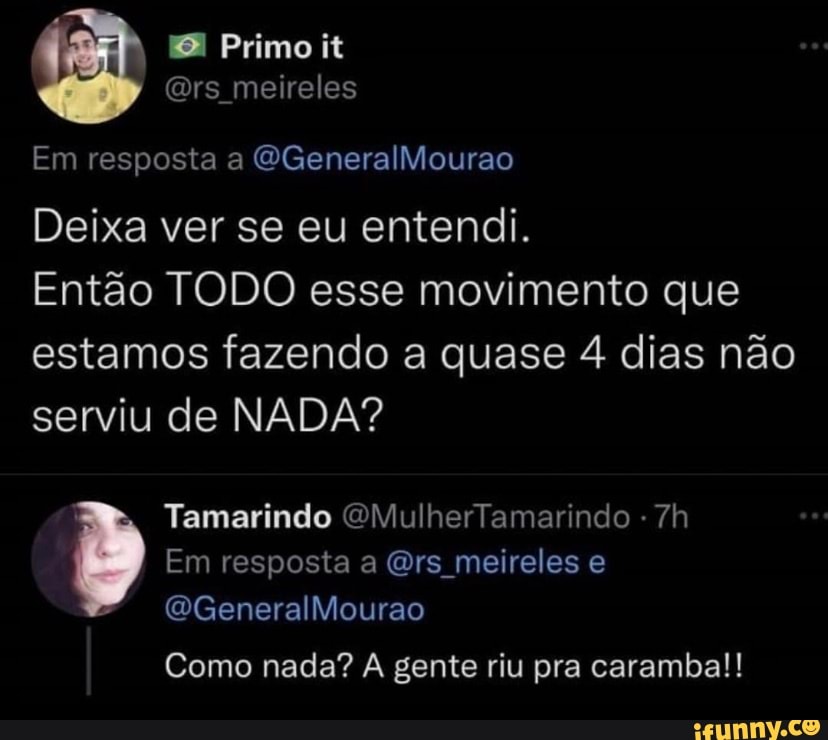 🇧🇷 Primo it
@rs_meireles
Em resposta a @GeneralMourao
Deixa ver se eu entendi.
Então TODO esse movimento que
estamos fazendo a quase 4 dias não
serviu de NADA?
Tamarindo @MulherTamarindo · 7h
Em resposta a @rs_meireles e
@GeneralMourao
Como nada? A gente riu pra caramba!!
ifunny.co